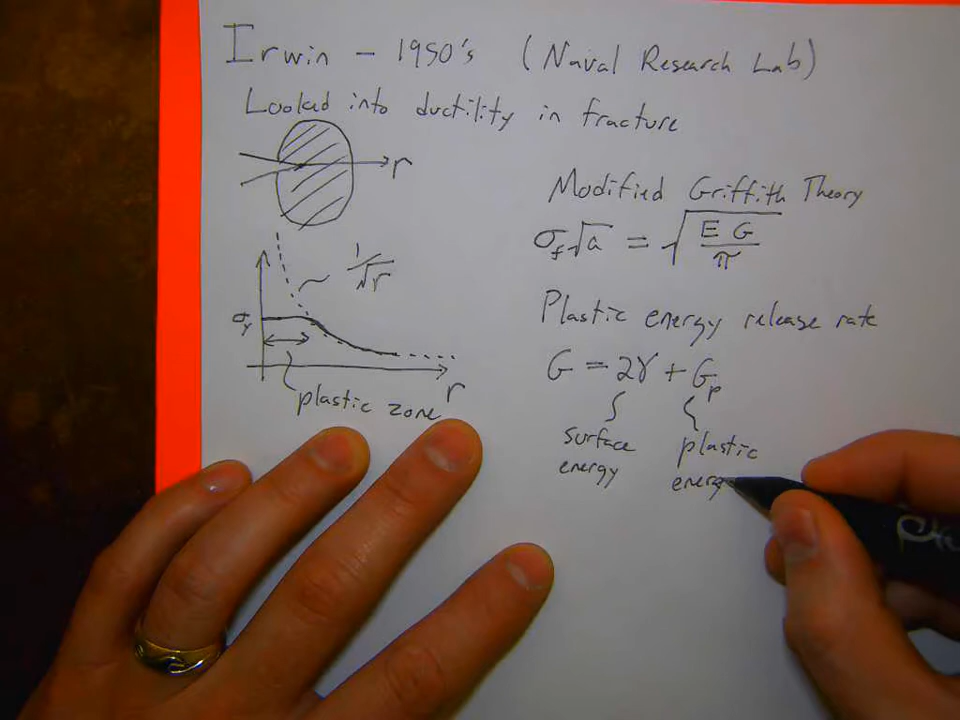 Irwin - 1950's (Naval Research Lab)
Looked into ductility in fracture
r
1/√r
σy
r
plastic zone
Modified Griffith Theory
σf√a = √(E G/π)
Plastic energy release rate
G = 2γ + Gp
surface
energy
plastic
energy